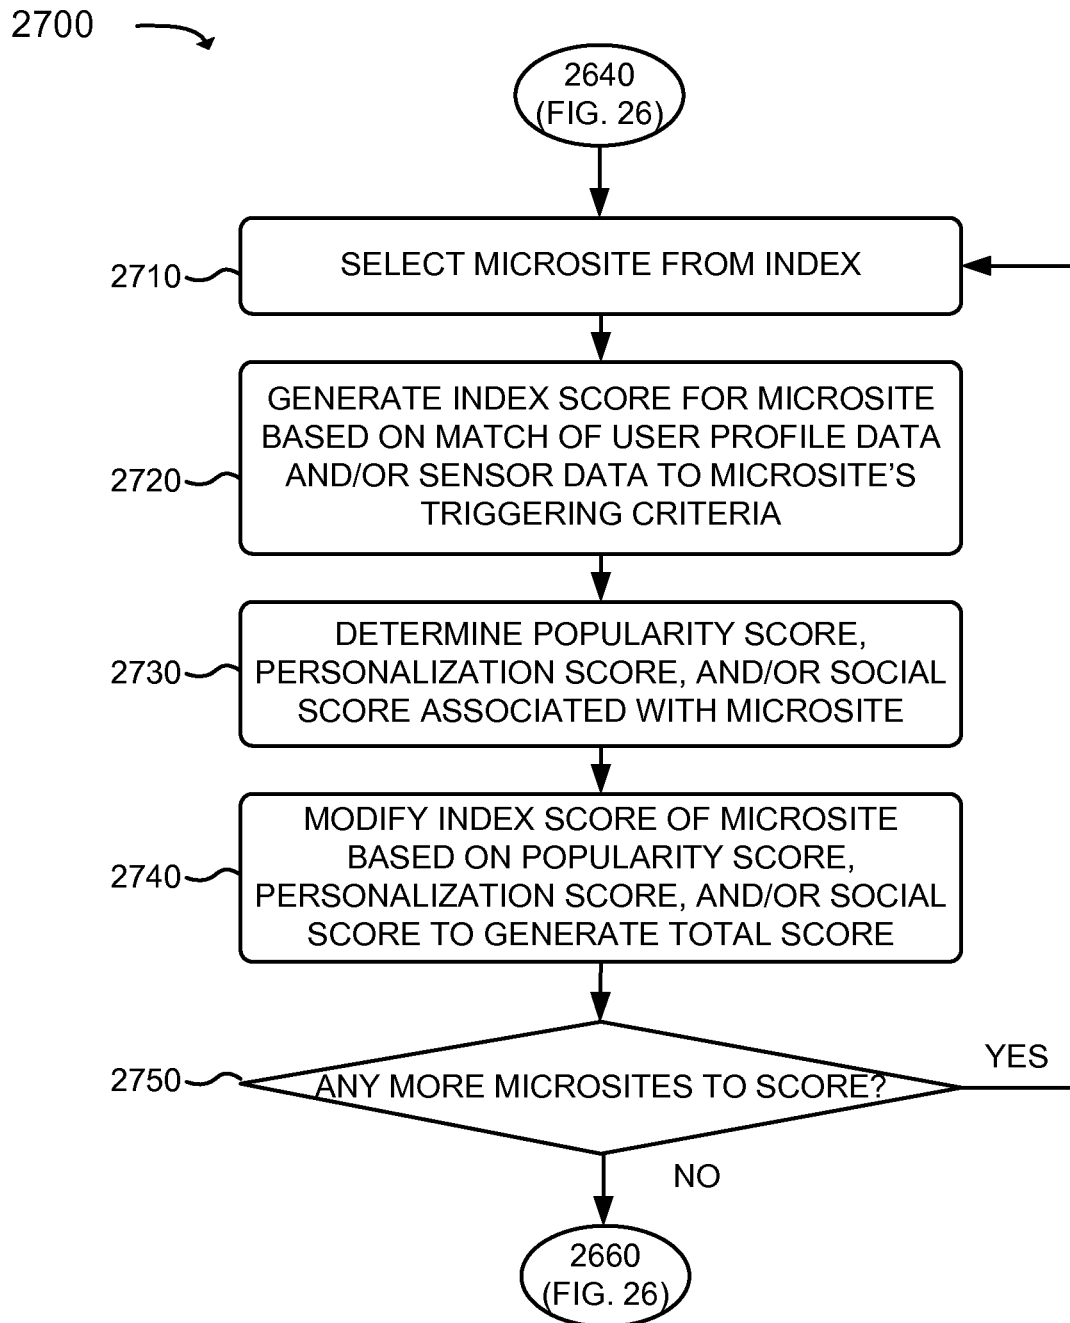 2700
2640
(FIG. 26)
2710
SELECT MICROSITE FROM INDEX
2720
GENERATE INDEX SCORE FOR MICROSITE
BASED ON MATCH OF USER PROFILE DATA
AND/OR SENSOR DATA TO MICROSITE'S
TRIGGERING CRITERIA
2730
DETERMINE POPULARITY SCORE,
PERSONALIZATION SCORE, AND/OR SOCIAL
SCORE ASSOCIATED WITH MICROSITE
2740
MODIFY INDEX SCORE OF MICROSITE
BASED ON POPULARITY SCORE,
PERSONALIZATION SCORE, AND/OR SOCIAL
SCORE TO GENERATE TOTAL SCORE
2750
ANY MORE MICROSITES TO SCORE?
YES
NO
2660
(FIG. 26)